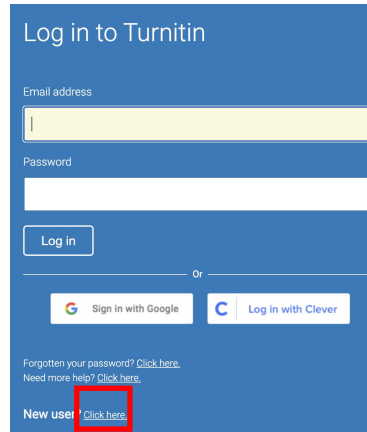 Log in to Turnitin
Email address
Password
Log in
Or
G Sign in with Google
C Log in with Clever
Forgotten your password? Click here.
Need more help? Click here.
New user? Click here.